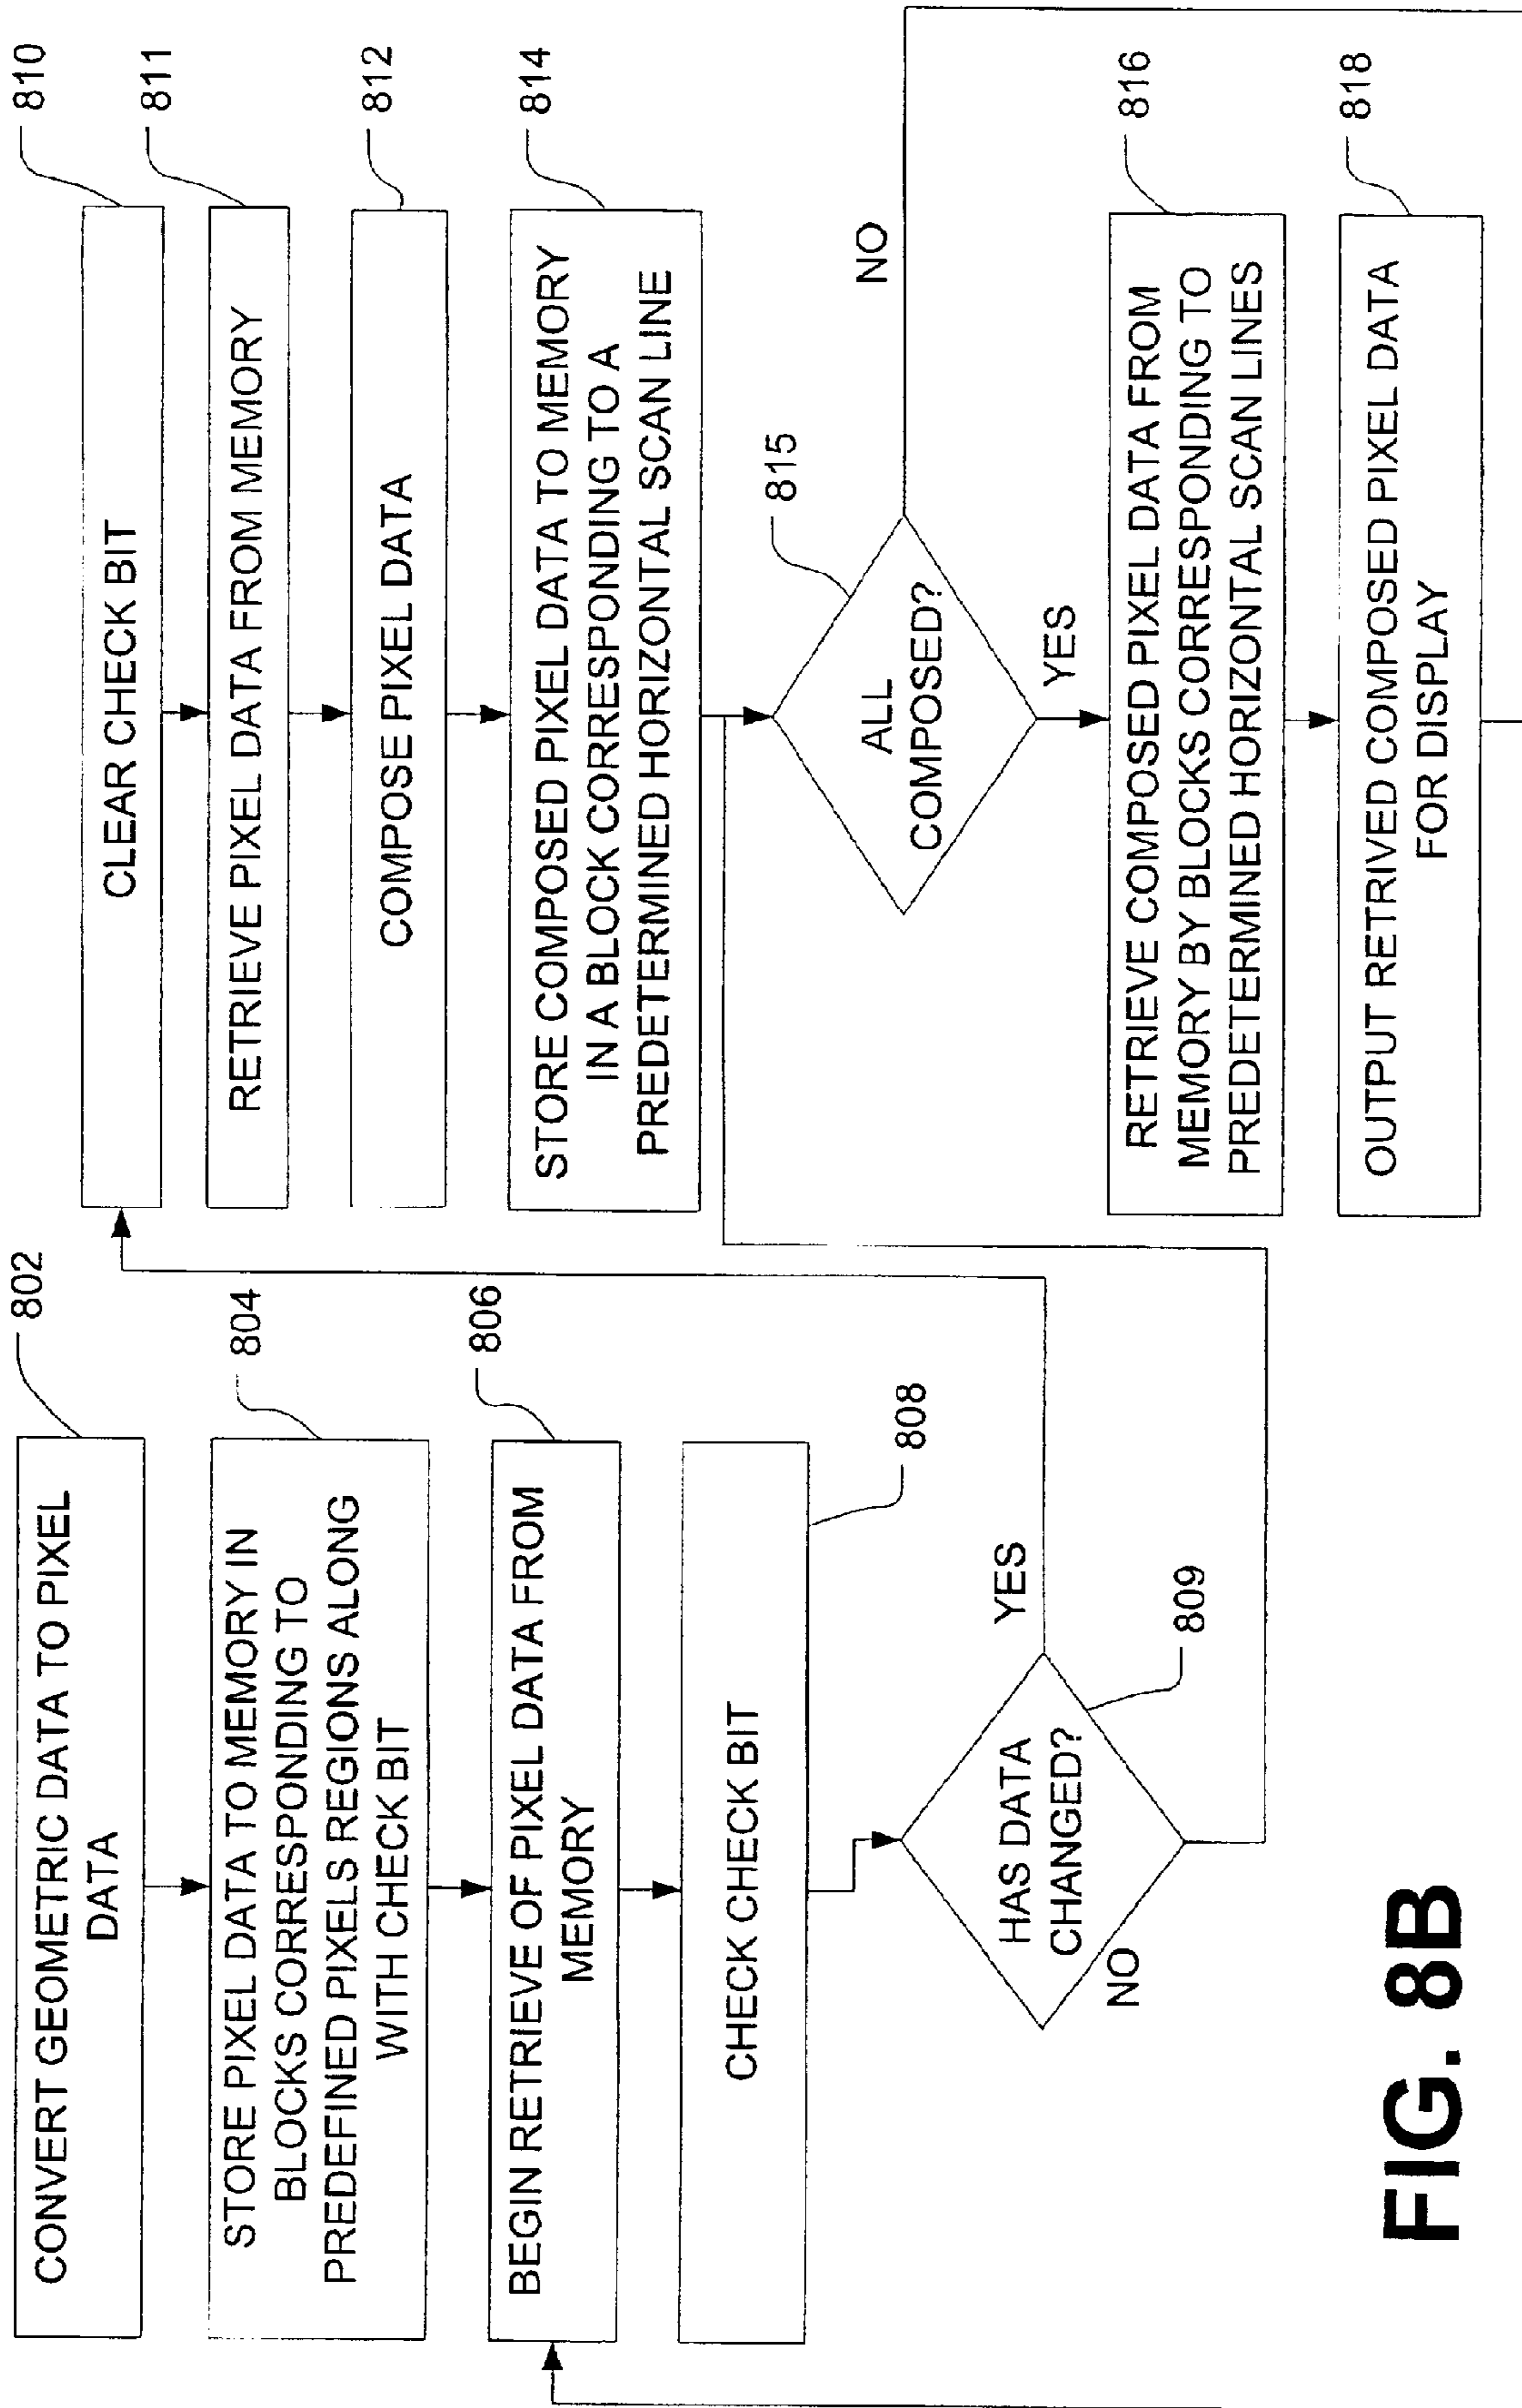 802
CONVERT GEOMETRIC DATA TO PIXEL
DATA
804
STORE PIXEL DATA TO MEMORY IN
BLOCKS CORRESPONDING TO
PREDEFINED PIXELS REGIONS ALONG
WITH CHECK BIT
806
BEGIN RETRIEVE OF PIXEL DATA FROM
MEMORY
CHECK CHECK BIT
808
HAS DATA
CHANGED?
YES
NO
809
810
CLEAR CHECK BIT
811
RETRIEVE PIXEL DATA FROM MEMORY
812
COMPOSE PIXEL DATA
814
STORE COMPOSED PIXEL DATA TO MEMORY
IN A BLOCK CORRESPONDING TO A
PREDETERMINED HORIZONTAL SCAN LINE
815
ALL
COMPOSED?
NO
YES
816
RETRIEVE COMPOSED PIXEL DATA FROM
MEMORY BY BLOCKS CORRESPONDING TO
PREDETERMINED HORIZONTAL SCAN LINES
818
OUTPUT RETRIVED COMPOSED PIXEL DATA
FOR DISPLAY
FIG. 8B